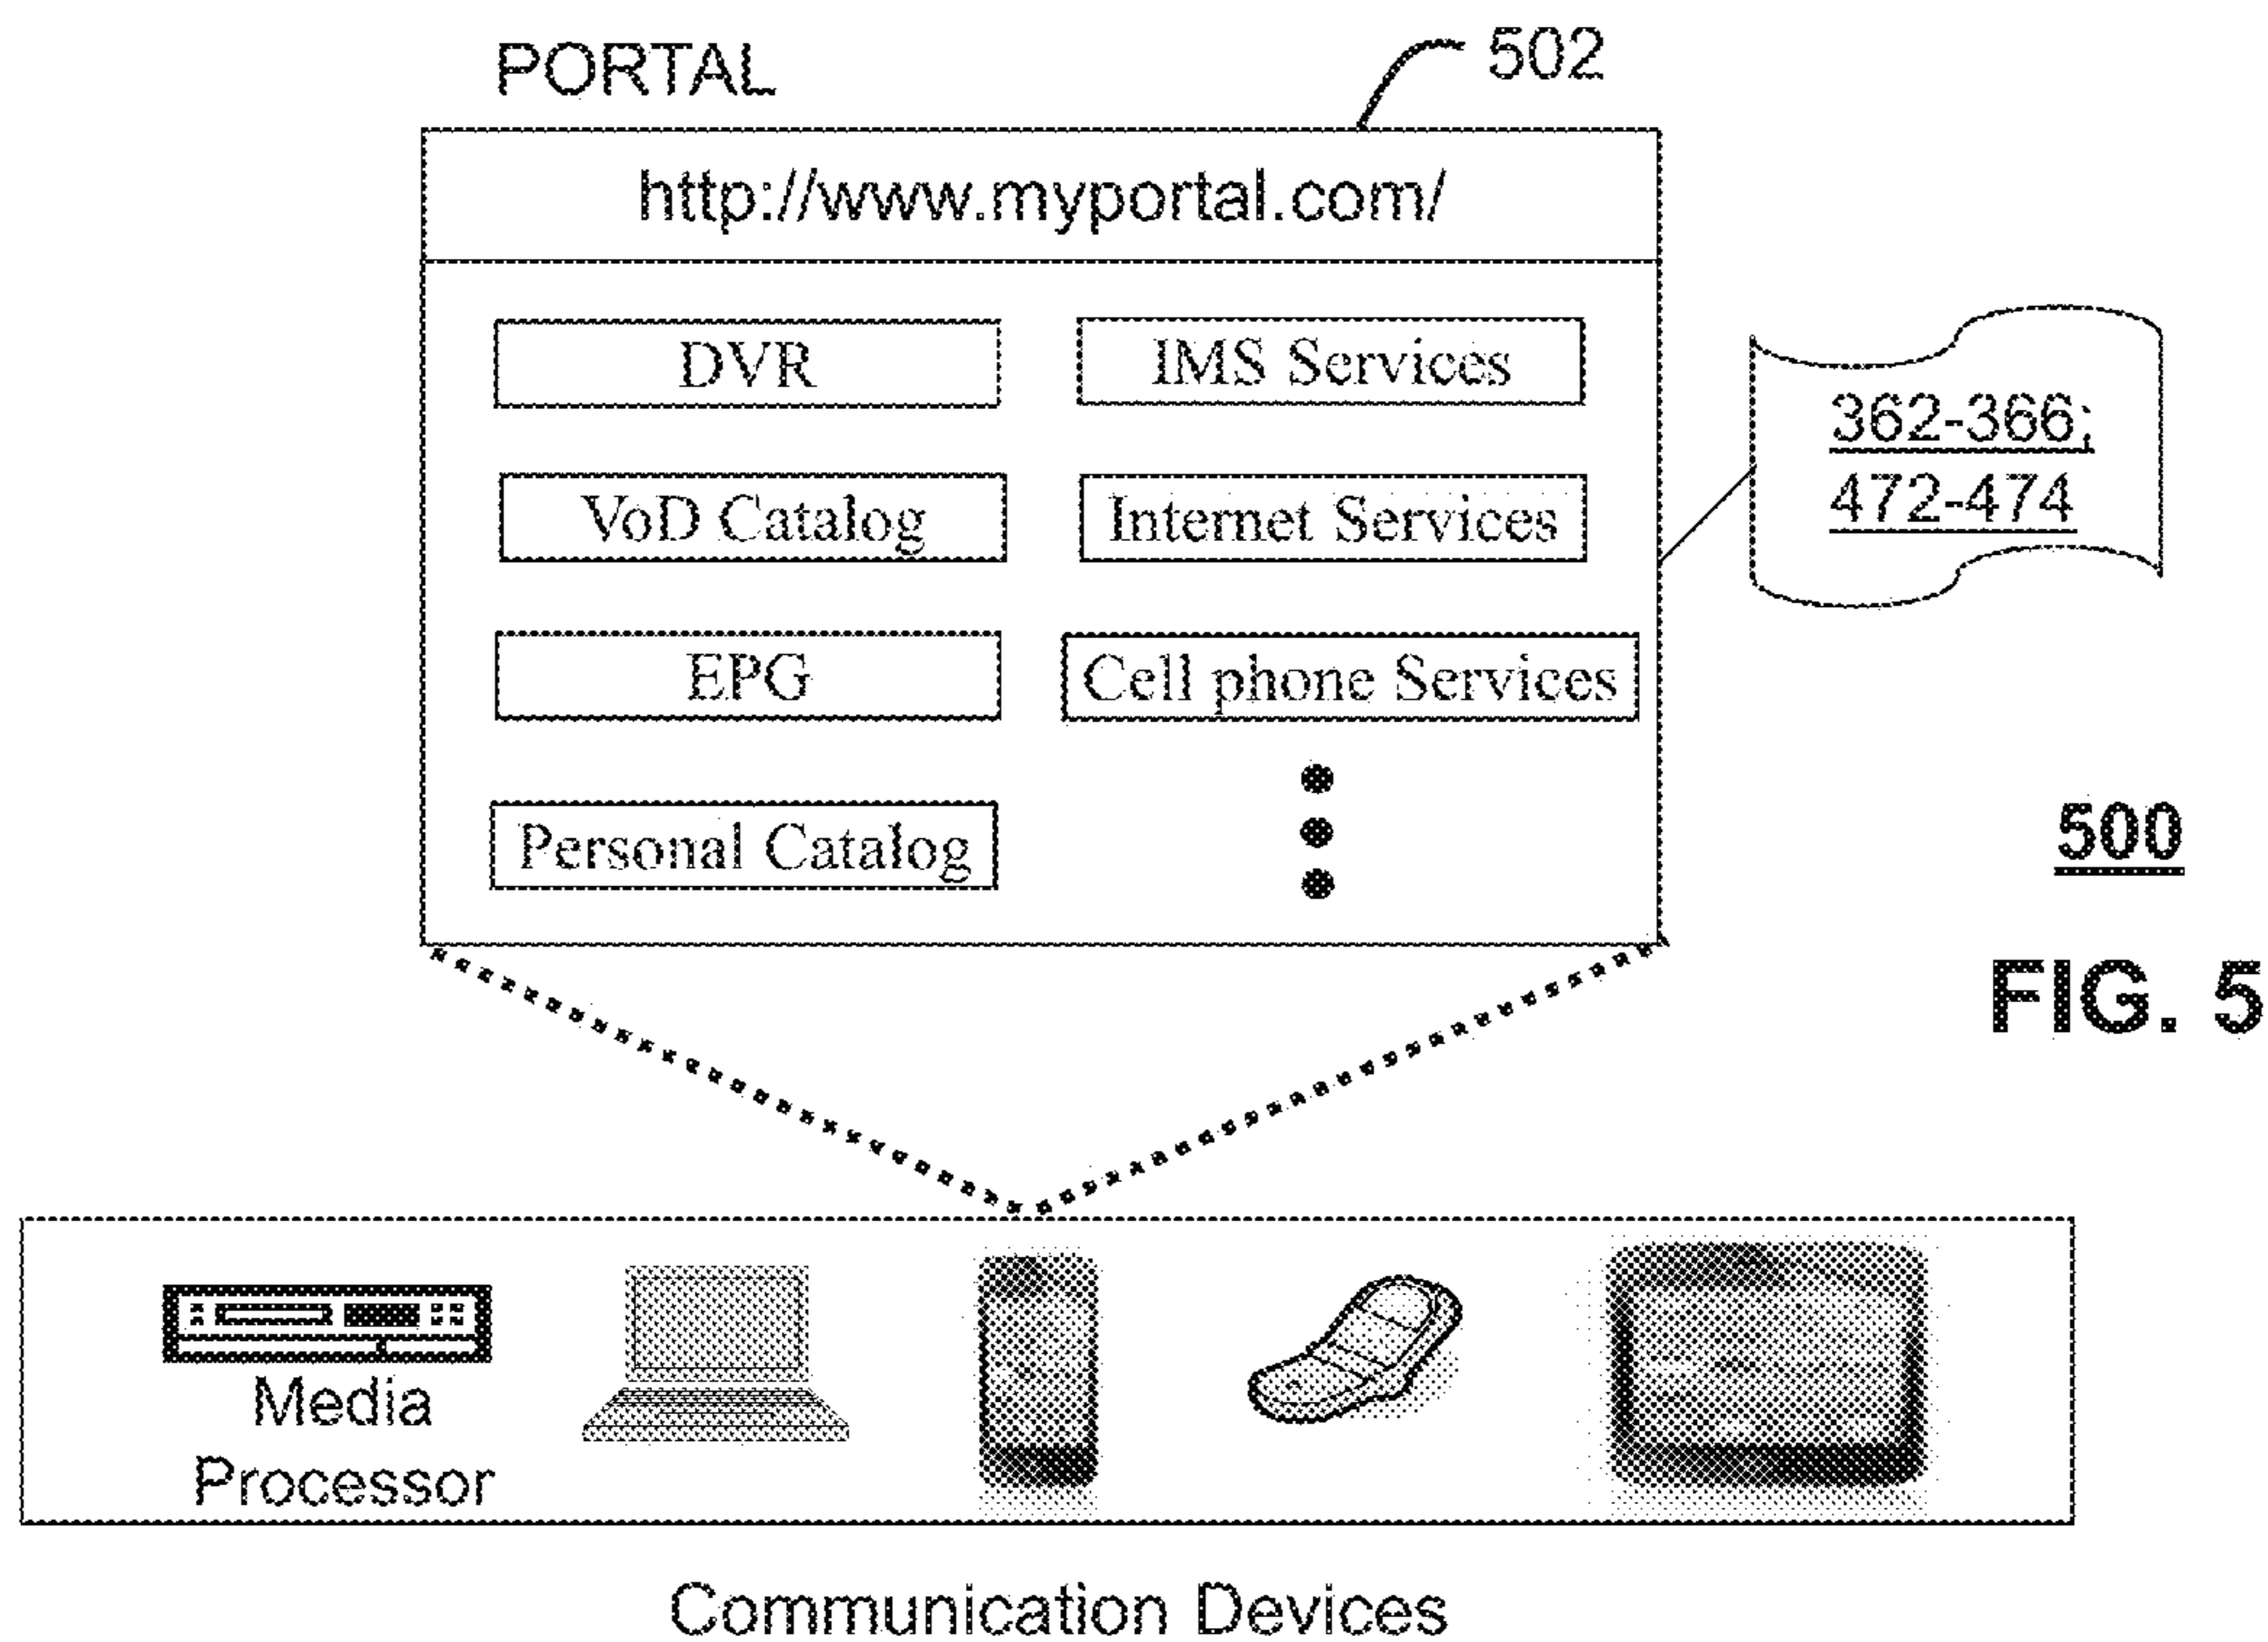 PORTAL
502
http://www.myportal.com/
DVR
IMS Services
VoD Catalog
Internet Services
EPG
Cell phone Services
Personal Catalog
362-366;
472-474
500
FIG. 5
Media
Processor
Communication Devices